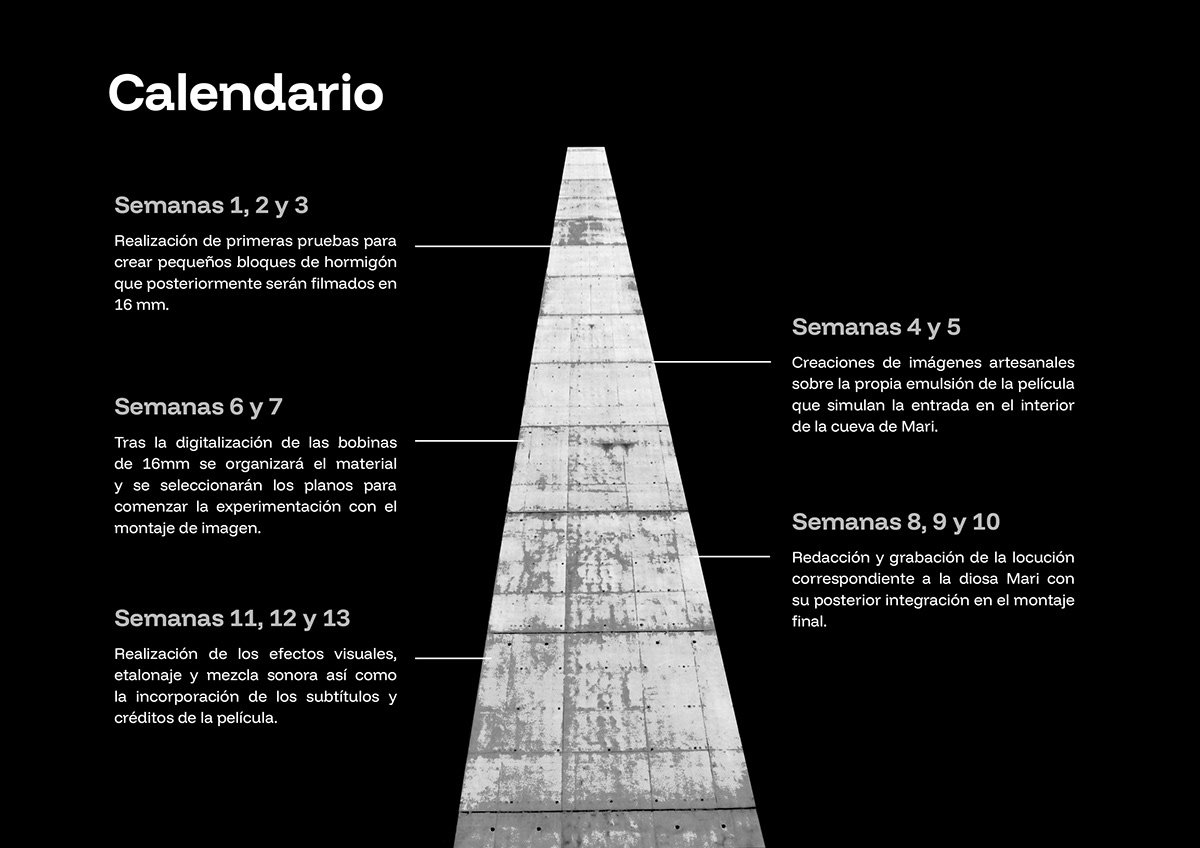 Calendario
Semanas 1, 2 y 3
Realización de primeras pruebas para
crear pequeños bloques de hormigón
que posteriormente serán filmados en
16 mm.
Semanas 4 y 5
Creaciones de imágenes artesanales
sobre la propia emulsión de la película
que simulan la entrada en el interior
de la cueva de Mari.
Semanas 6 y 7
Tras la digitalización de las bobinas
de 16mm se organizará el material
y se seleccionarán los planos para
comenzar la experimentación con el
montaje de imagen.
Semanas 8, 9 y 10
Redacción y grabación de la locución
correspondiente a la diosa Mari con
su posterior integración en el montaje
final.
Semanas 11, 12 y 13
Realización de los efectos visuales,
etalonaje y mezcla sonora así como
la incorporación de los subtítulos y
créditos de la película.